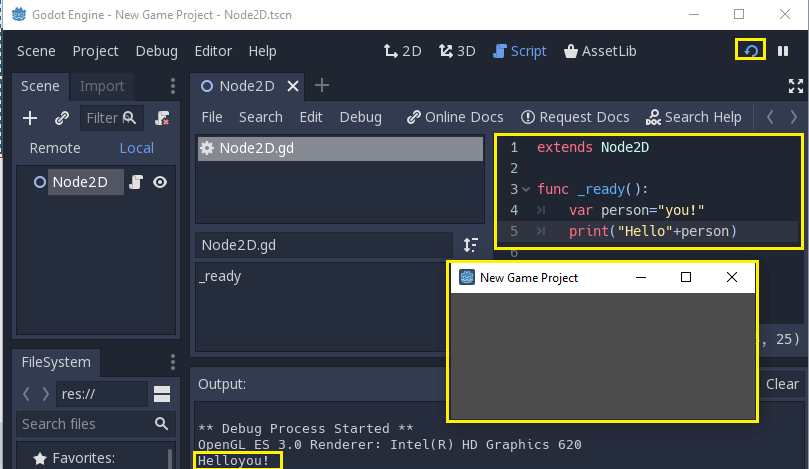 Godot Engine - New Game Project - Node2D.tscn
Scene Project Debug Editor Help 2D 3D Script AssetLib
Scene Import
Node2D
Filter
File Search Edit Debug Online Docs Request Docs Search Help
Remote Local
Node2D
Node2D.gd
Node2D.gd
_ready
1 extends Node2D
2
3 func _ready():
4 var person="you!"
5 print("Hello"+person)
6
New Game Project
, 25)
FileSystem
res://
Search files
Favorites:
Output:
Clear
** Debug Process Started **
OpenGL ES 3.0 Renderer: Intel(R) HD Graphics 620
Helloyou!